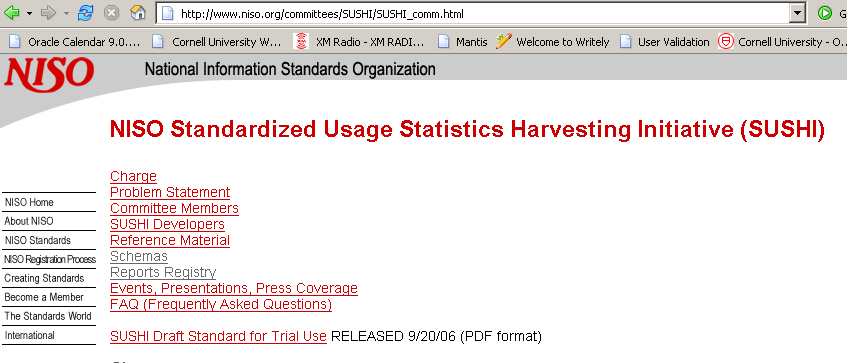 http://www.niso.org/committees/SUSHI/SUSHI_comm.html
G
Oracle Calendar 9.0.... Cornell University W... XM Radio - XM RADI... Mantis Welcome to Writely User Validation Cornell University - O...
NISO National Information Standards Organization
NISO Standardized Usage Statistics Harvesting Initiative (SUSHI)
Charge
Problem Statement
Committee Members
SUSHI Developers
Reference Material
Schemas
Reports Registry
Events, Presentations, Press Coverage
FAQ (Frequently Asked Questions)
SUSHI Draft Standard for Trial Use RELEASED 9/20/06 (PDF format)
NISO Home
About NISO
NISO Standards
NISO Registration Process
Creating Standards
Become a Member
The Standards World
International